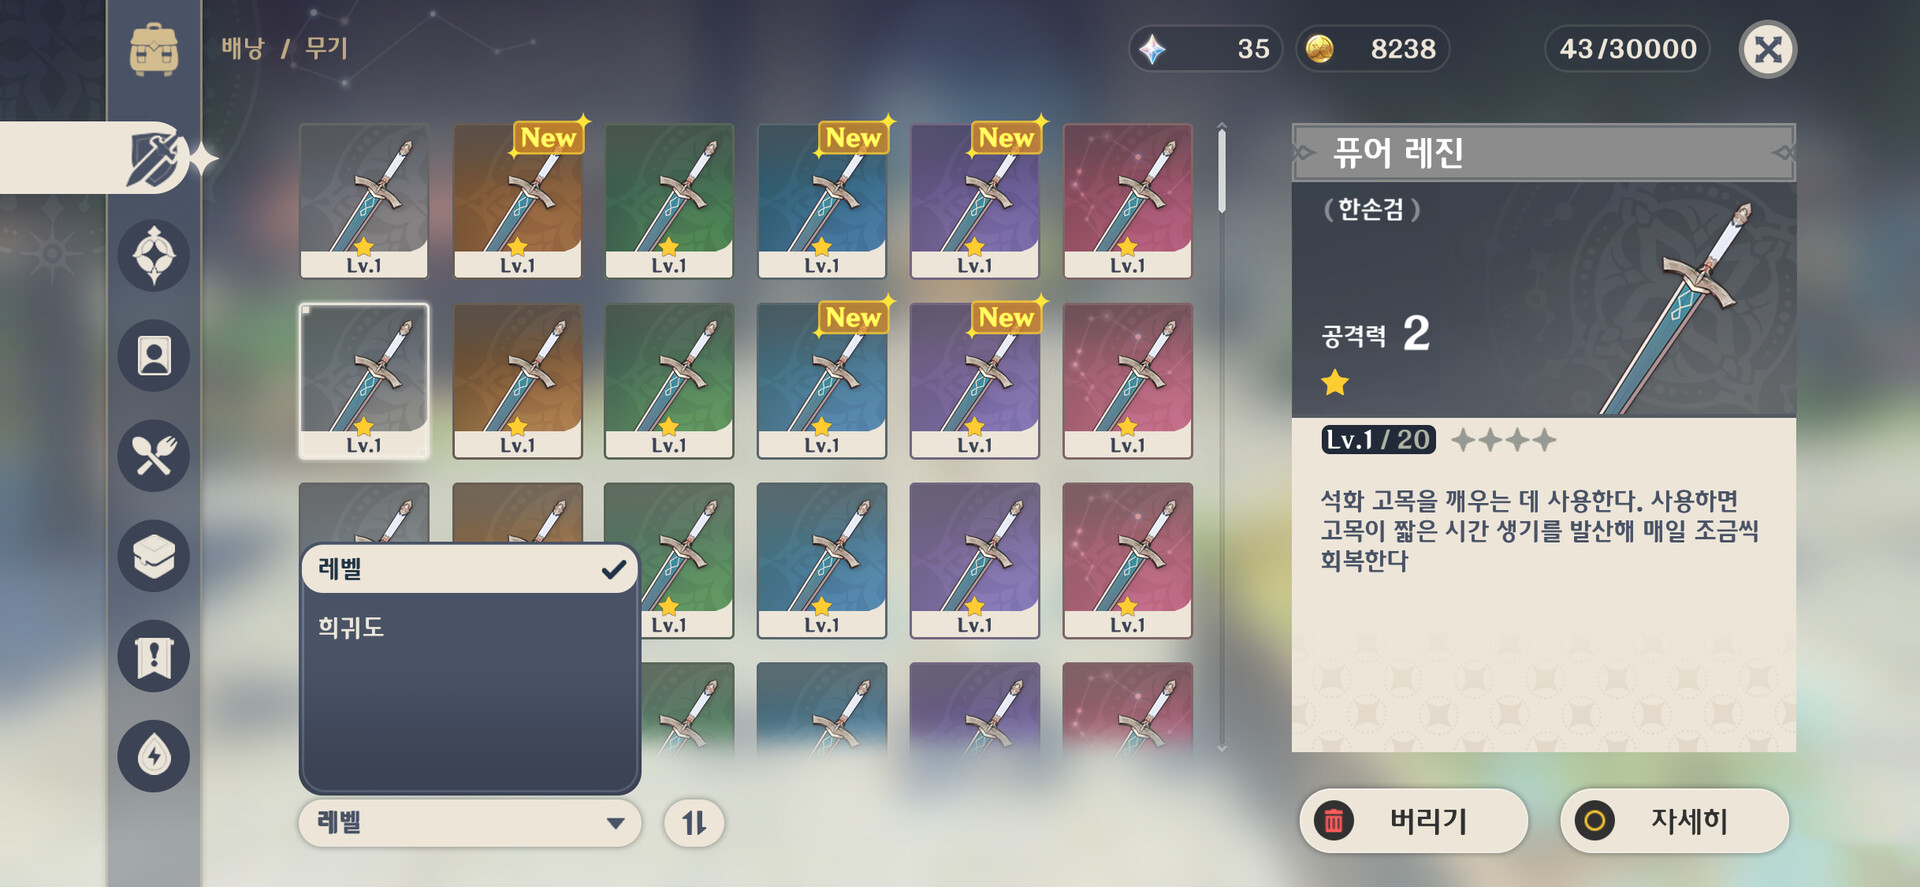 배낭 / 무기
35
8238
43/30000
New
New
New
Lv.1
Lv.1
Lv.1
Lv.1
Lv.1
Lv.1
New
New
Lv.1
Lv.1
Lv.1
Lv.1
Lv.1
Lv.1
Lv.1
Lv.1
Lv.1
Lv.1
레벨
희귀도
레벨
퓨어 레진
(한손검)
공격력 2
Lv.1 / 20
석화 고목을 깨우는 데 사용한다. 사용하면
고목이 짧은 시간 생기를 발산해 매일 조금씩
회복한다
버리기
자세히